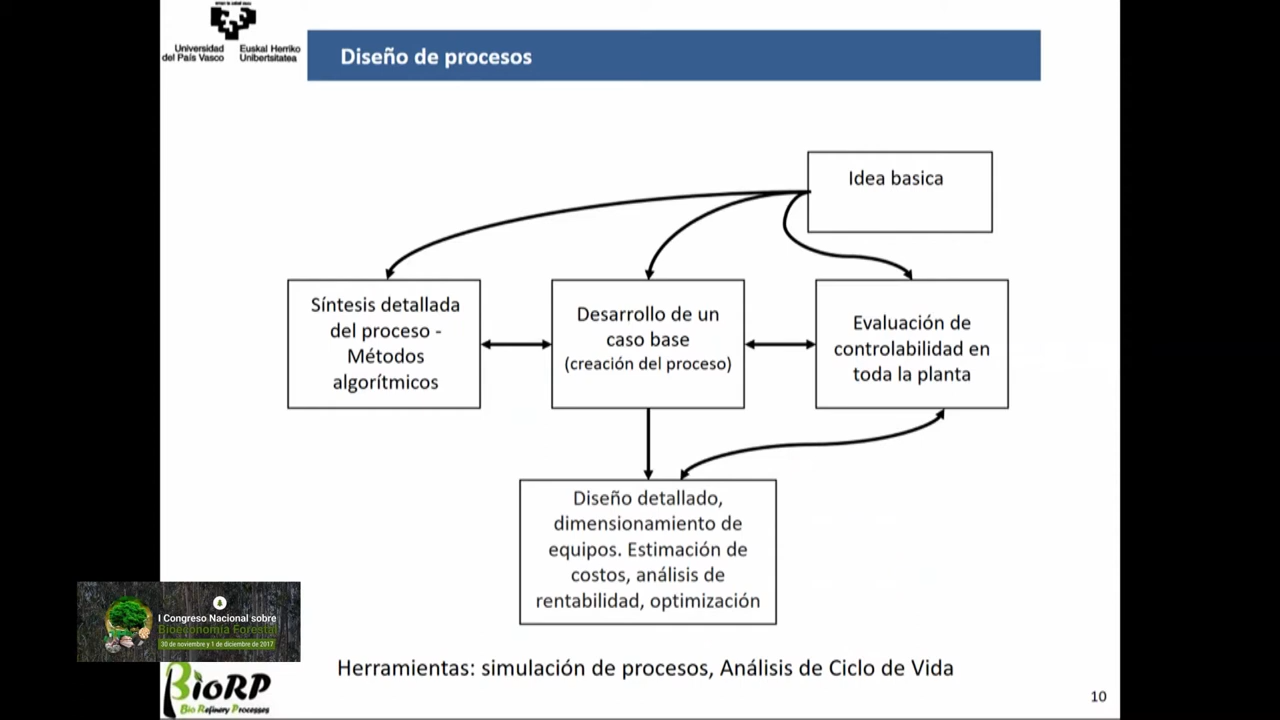 Universidad
del País Vasco
Euskal Herriko
Unibertsitatea
Diseño de procesos
Idea basica
Síntesis detallada
del proceso -
Métodos
algorítmicos
Desarrollo de un
caso base
(creación del proceso)
Evaluación de
controlabilidad en
toda la planta
Diseño detallado,
dimensionamiento de
equipos. Estimación de
costos, análisis de
rentabilidad, optimización
I Congreso Nacional sobre
Bioeconomía Forestal
30 de noviembre y 1 de diciembre de 2017
Herramientas: simulación de procesos, Análisis de Ciclo de Vida
BioRP
Bio Refinery Processes
10